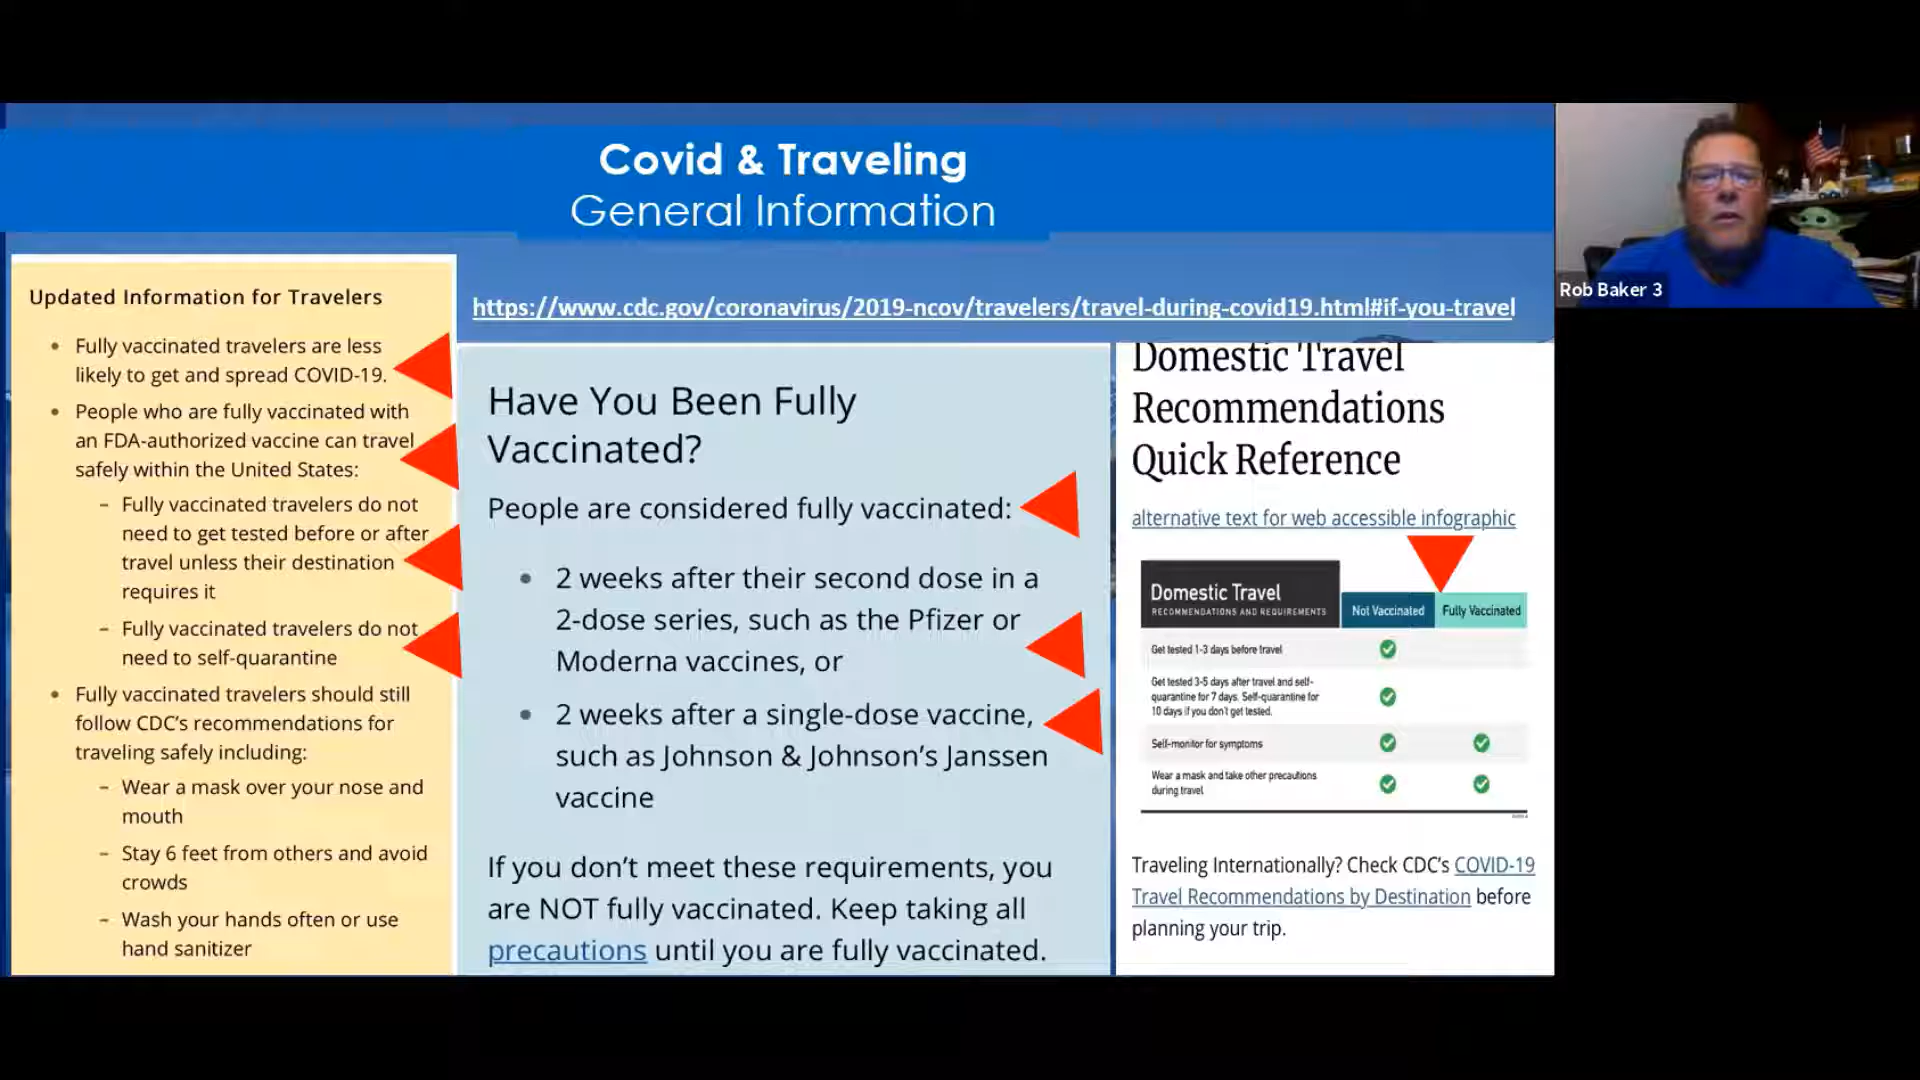 Covid & Traveling
General Information
Rob Baker 3
https://www.cdc.gov/coronavirus/2019-ncov/travelers/travel-during-covid19.html#if-you-travel
Updated Information for Travelers
• Fully vaccinated travelers are less
likely to get and spread COVID-19.
• People who are fully vaccinated with
an FDA-authorized vaccine can travel
safely within the United States:
– Fully vaccinated travelers do not
need to get tested before or after
travel unless their destination
requires it
– Fully vaccinated travelers do not
need to self-quarantine
• Fully vaccinated travelers should still
follow CDC’s recommendations for
traveling safely including:
– Wear a mask over your nose and
mouth
– Stay 6 feet from others and avoid
crowds
– Wash your hands often or use
hand sanitizer
Have You Been Fully
Vaccinated?
People are considered fully vaccinated:
• 2 weeks after their second dose in a
2-dose series, such as the Pfizer or
Moderna vaccines, or
• 2 weeks after a single-dose vaccine,
such as Johnson & Johnson’s Janssen
vaccine
If you don’t meet these requirements, you
are NOT fully vaccinated. Keep taking all
precautions until you are fully vaccinated.
Domestic Travel
Recommendations
Quick Reference
alternative text for web accessible infographic
Domestic Travel
RECOMMENDATIONS AND REQUIREMENTS
Not Vaccinated
Fully Vaccinated
Get tested 1-3 days before travel
Get tested 3-5 days after travel and self-
quarantine for 7 days. Self-quarantine for
10 days if you don’t get tested.
Self-monitor for symptoms
Wear a mask and take other precautions
during travel
Traveling Internationally? Check CDC’s COVID-19
Travel Recommendations by Destination before
planning your trip.